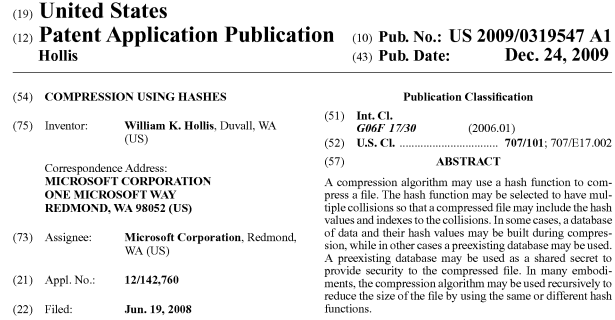 (19) United States
(12) Patent Application Publication
Hollis
(10) Pub. No.: US 2009/0319547 A1
(43) Pub. Date: Dec. 24, 2009
(54) COMPRESSION USING HASHES
(75) Inventor: William K. Hollis, Duvall, WA
(US)
Correspondence Address:
MICROSOFT CORPORATION
ONE MICROSOFT WAY
REDMOND, WA 98052 (US)
(73) Assignee: Microsoft Corporation, Redmond,
WA (US)
(21) Appl. No.: 12/142,760
(22) Filed: Jun. 19, 2008
Publication Classification
(51) Int. Cl.
G06F 17/30 (2006.01)
(52) U.S. Cl. ................................ 707/101; 707/E17.002
(57) ABSTRACT
A compression algorithm may use a hash function to com-
press a file. The hash function may be selected to have mul-
tiple collisions so that a compressed file may include the hash
values and indexes to the collisions. In some cases, a database
of data and their hash values may be built during compres-
sion, while in other cases a preexisting database may be used.
A preexisting database may be used as a shared secret to
provide security to the compressed file. In many embodi-
ments, the compression algorithm may be used recursively to
reduce the size of the file by using the same or different hash
functions.